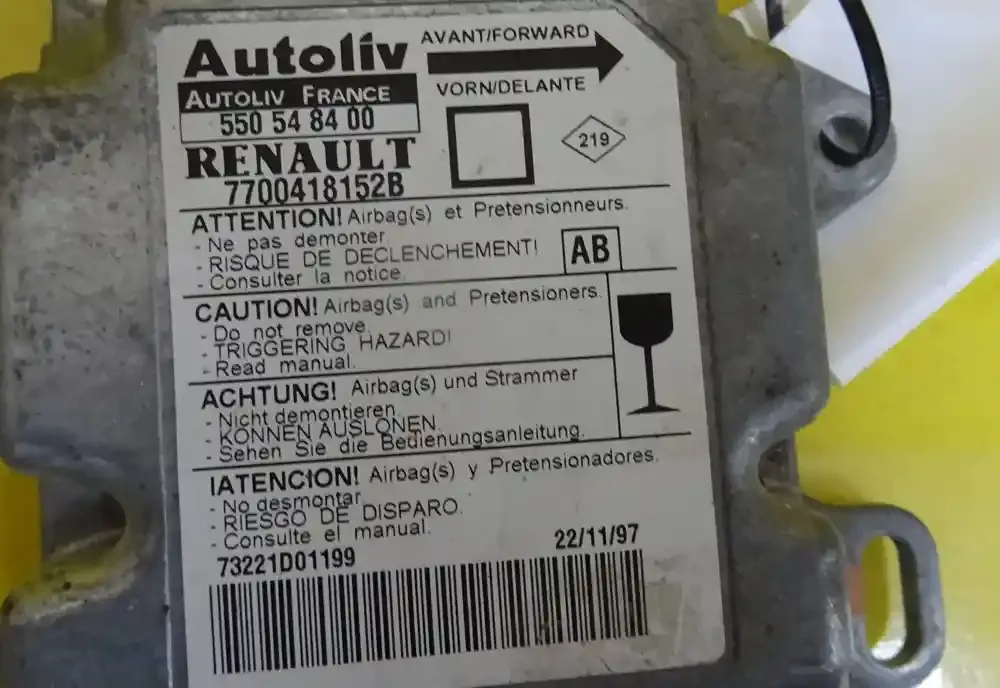 Autoliv
AVANT/FORWARD
VORN/DELANTE
AUTOLIV FRANCE
550 54 84 00
RENAULT
7700418152B
219
ATTENTION! Airbag(s) et Pretensionneurs.
- Ne pas demonter.
- RISQUE DE DECLENCHEMENT!
- Consulter la notice.
AB
CAUTION! Airbag(s) and Pretensioners.
- Do not remove.
- TRIGGERING HAZARD!
- Read manual.
ACHTUNG! Airbag(s) und Strammer
- Nicht demontieren.
- KONNEN AUSLONEN.
- Sehen Sie die Bedienungsanleitung.
IATENCION! Airbag(s) y Pretensionadores.
- No desmontar.
- RIESGO DE DISPARO.
- Consulte el manual.
73221D01199
22/11/97